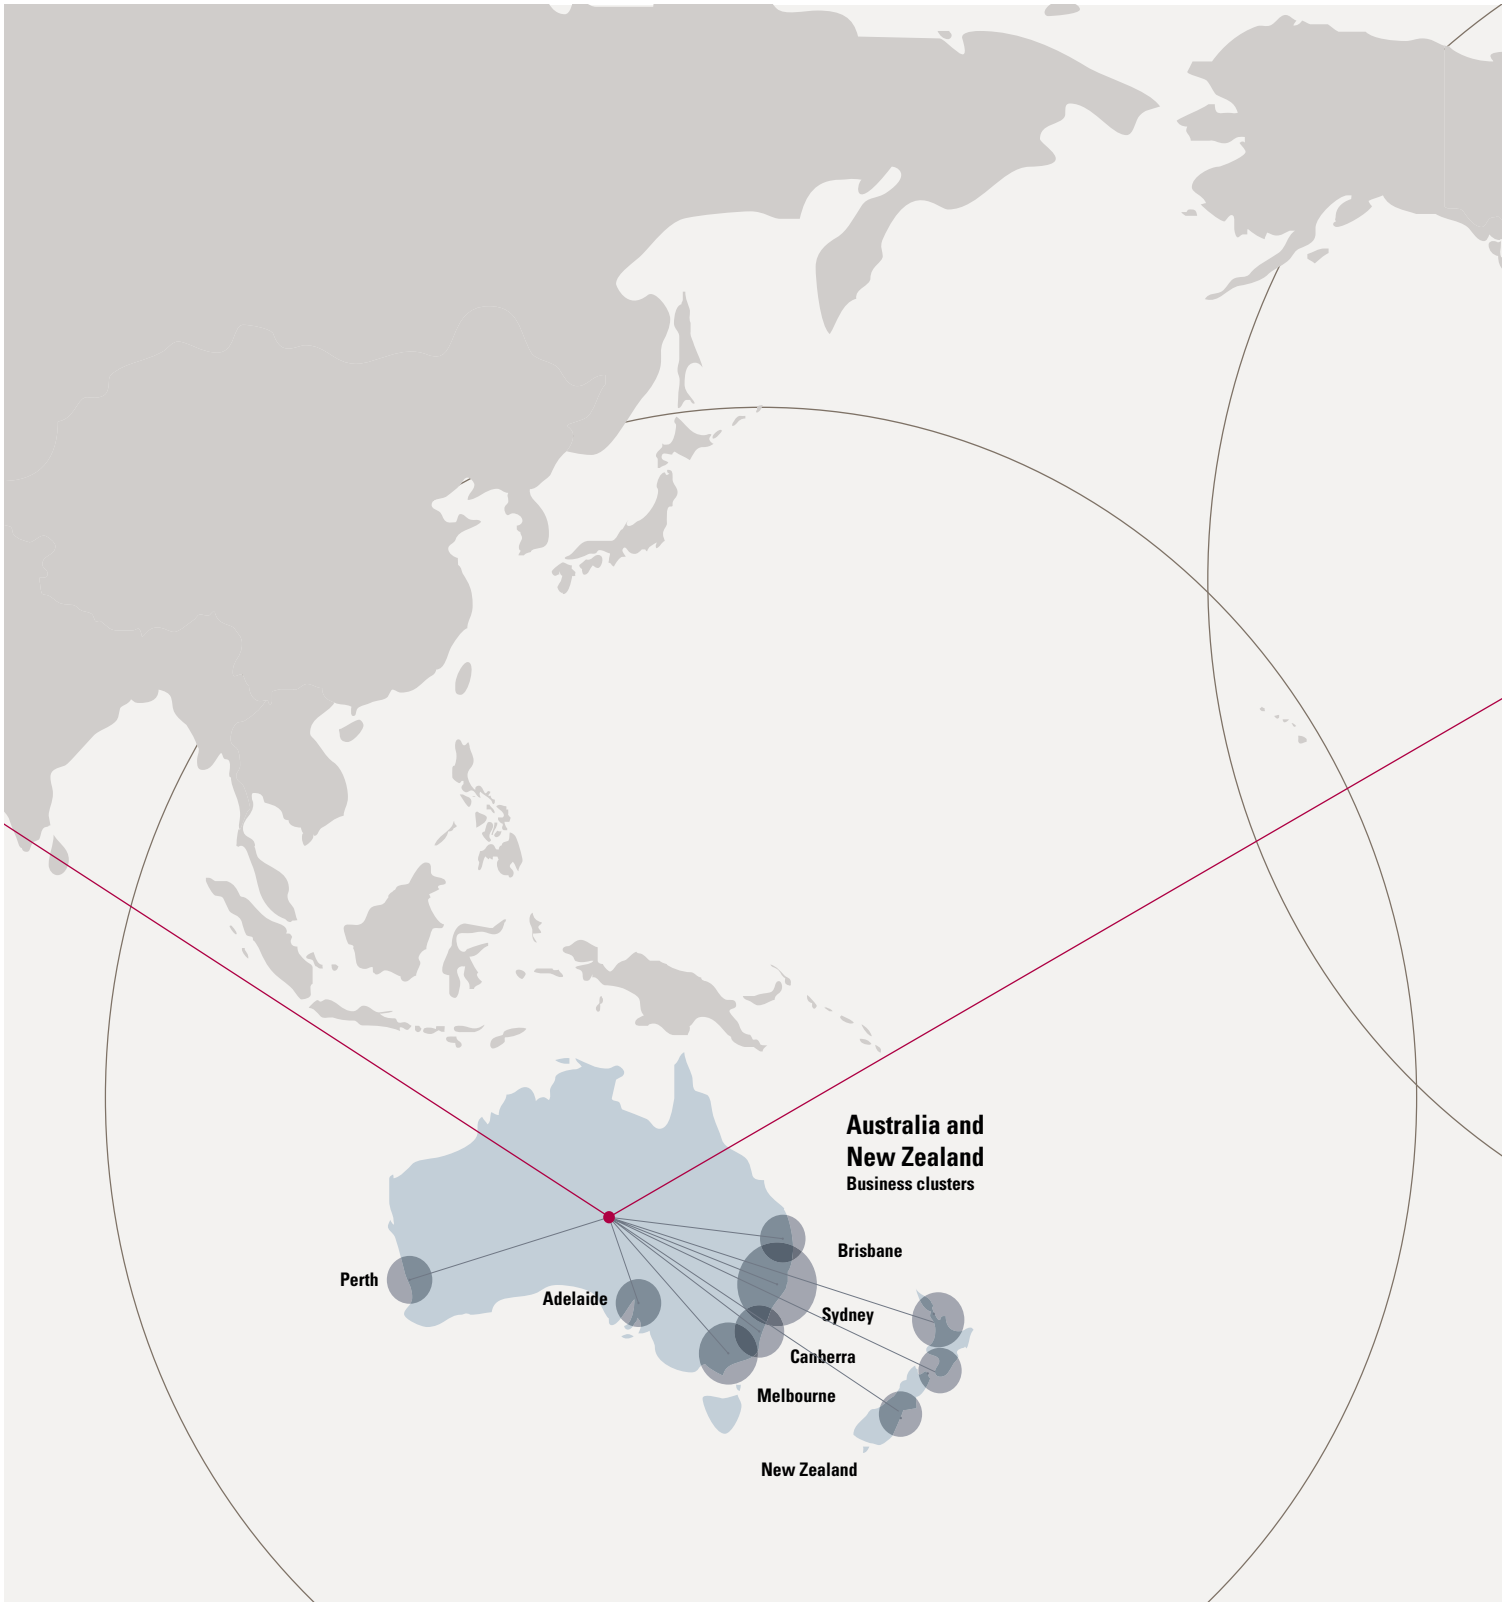 Australia and
New Zealand
Business clusters
Brisbane
Perth
Adelaide
Sydney
Canberra
Melbourne
New Zealand